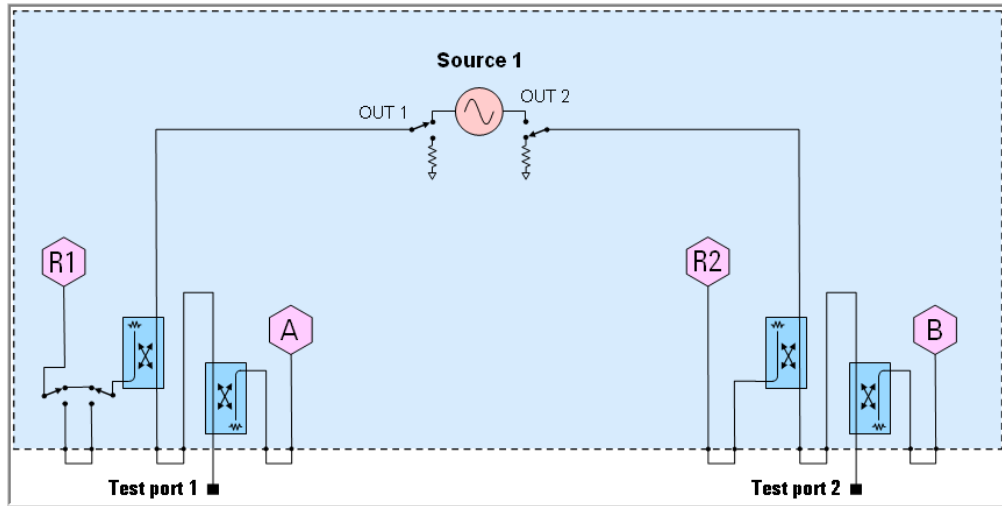 Source 1
OUT 1
OUT 2
R1
A
R2
B
Test port 1
Test port 2